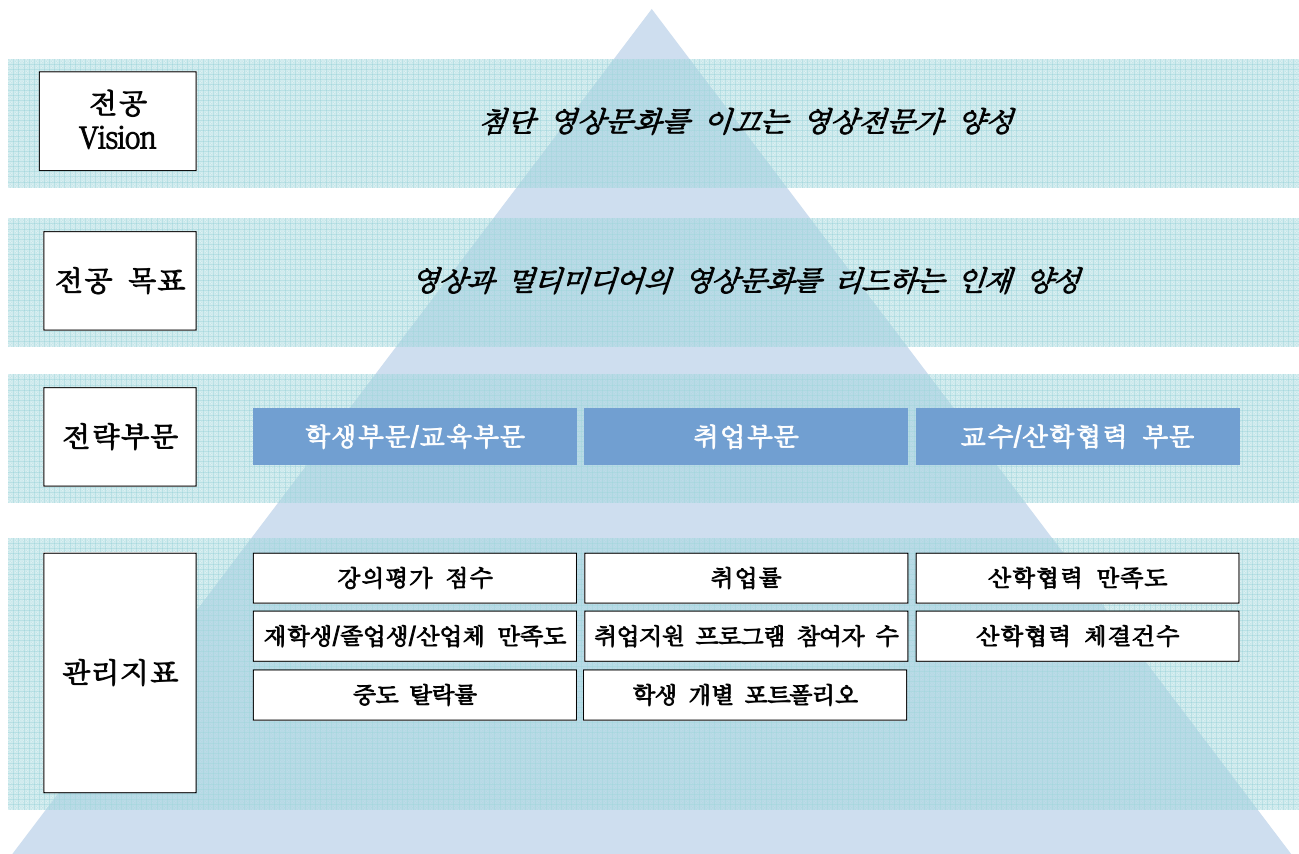 전공
Vision
첨단 영상문화를 이끄는 영상전문가 양성
전공 목표
영상과 멀티미디어의 영상문화를 리드하는 인재 양성
전략부문
학생부문/교육부문
취업부문
교수/산학협력 부문
관리지표
강의평가 점수
취업률
산학협력 만족도
재학생/졸업생/산업체 만족도
취업지원 프로그램 참여자 수
산학협력 체결건수
중도 탈락률
학생 개별 포트폴리오